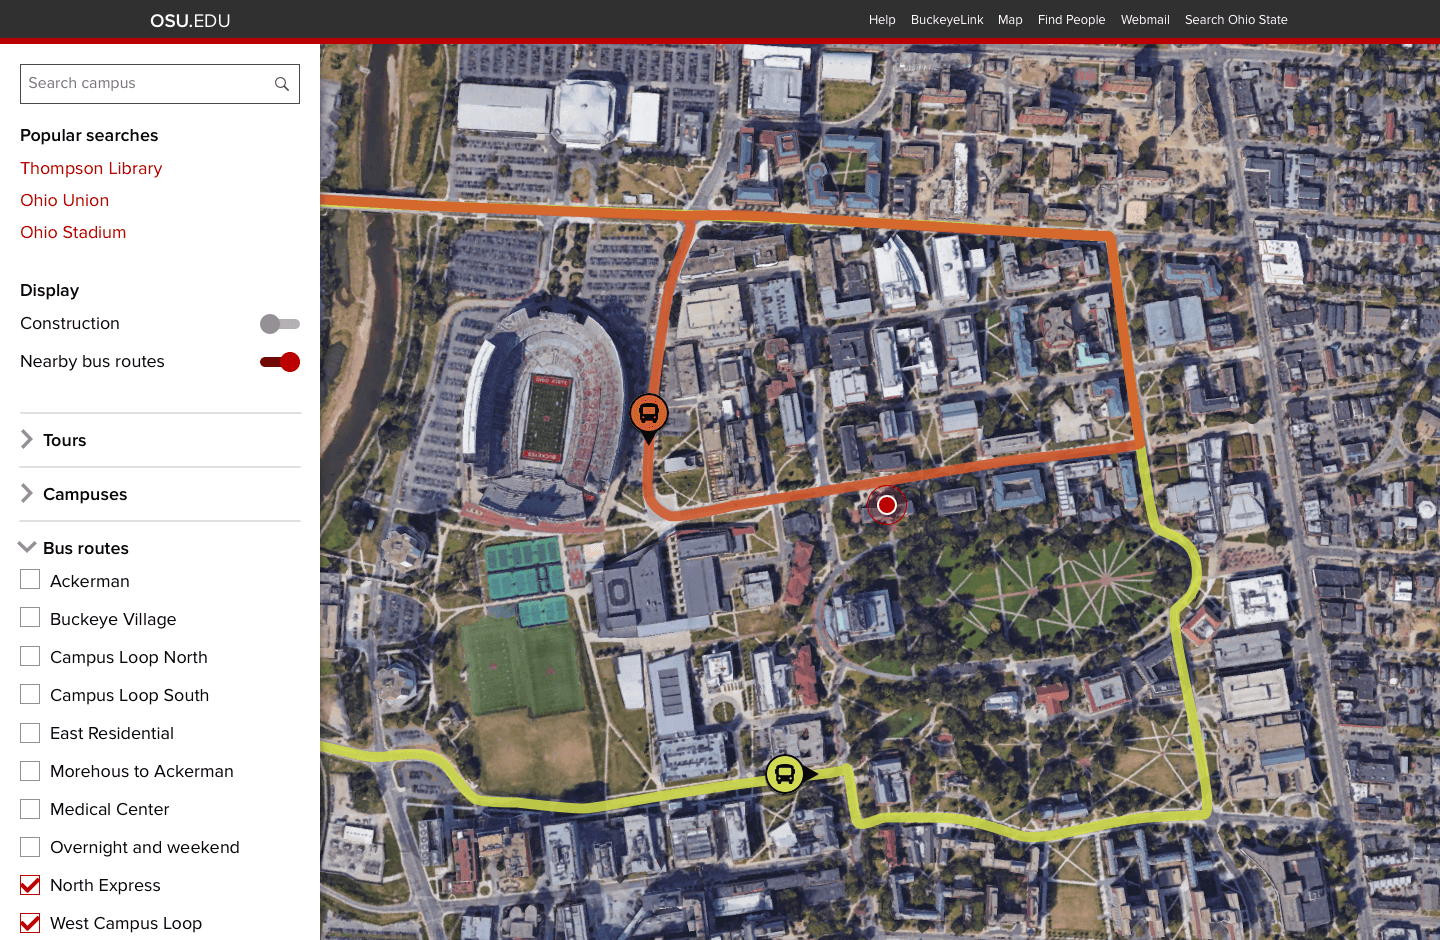 OSU.EDU
Help BuckeyeLink Map Find People Webmail Search Ohio State
Search campus
Popular searches
Thompson Library
Ohio Union
Ohio Stadium
Display
Construction
Nearby bus routes
Tours
Campuses
Bus routes
Ackerman
Buckeye Village
Campus Loop North
Campus Loop South
East Residential
Morehous to Ackerman
Medical Center
Overnight and weekend
North Express
West Campus Loop
BUCKEYES